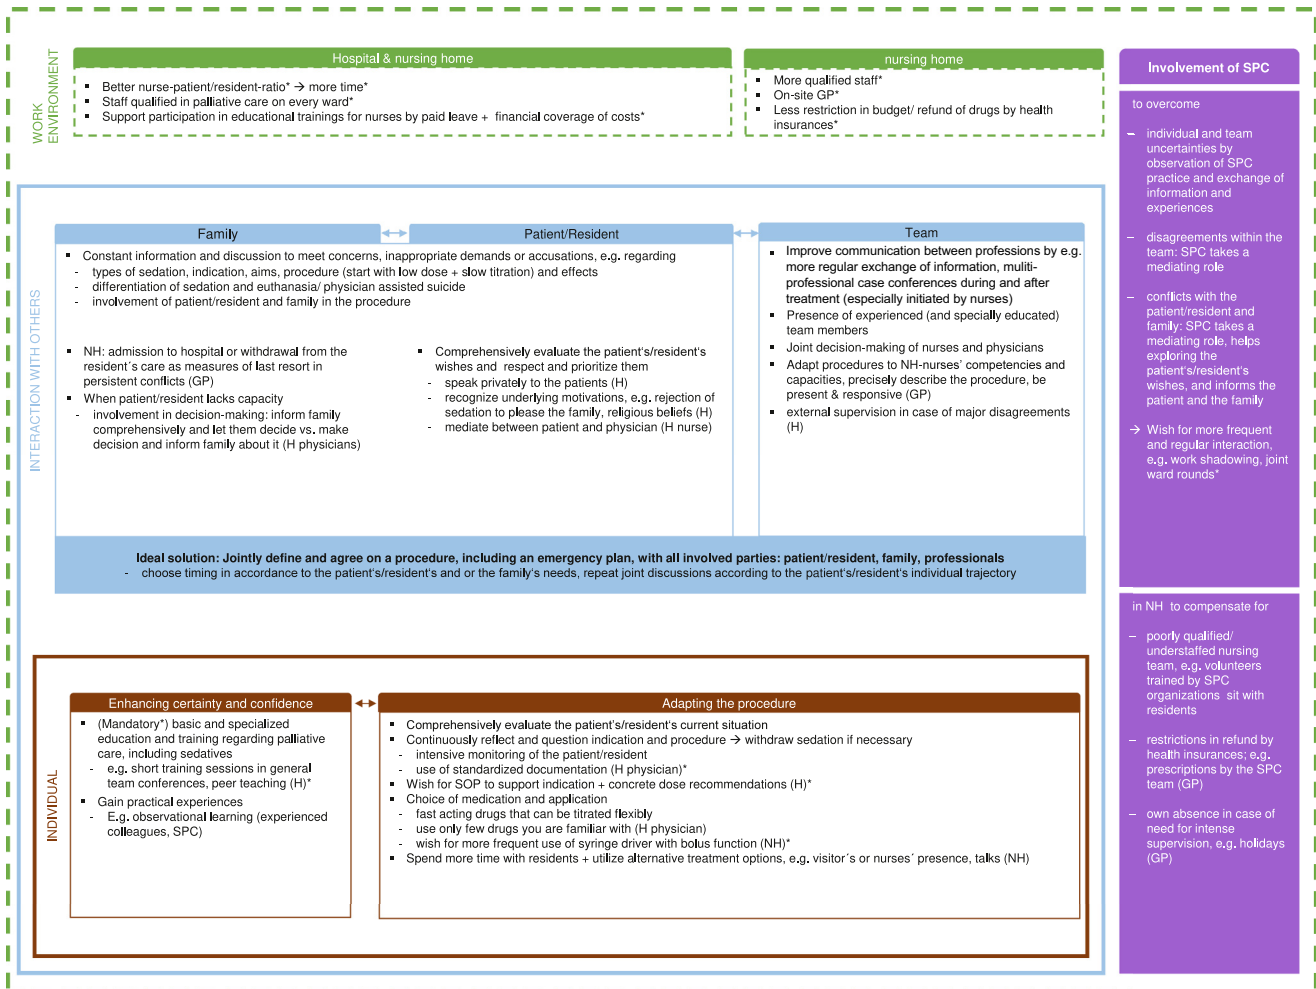 WORK
ENVIRONMENT
Hospital & nursing home
▪ Better nurse-patient/resident-ratio* → more time*
▪ Staff qualified in palliative care on every ward*
▪ Support participation in educational trainings for nurses by paid leave + financial coverage of costs*
nursing home
▪ More qualified staff*
▪ On-site GP*
▪ Less restriction in budget/ refund of drugs by health
insurances*
INTERACTION WITH OTHERS
Family
Patient/Resident
▪ Constant information and discussion to meet concerns, inappropriate demands or accusations, e.g. regarding
- types of sedation, indication, aims, procedure (start with low dose + slow titration) and effects
- differentiation of sedation and euthanasia/ physician assisted suicide
- involvement of patient/resident and family in the procedure
▪ NH: admission to hospital or withdrawal from the
resident´s care as measures of last resort in
persistent conflicts (GP)
▪ When patient/resident lacks capacity
- involvement in decision-making: inform family
comprehensively and let them decide vs. make
decision and inform family about it (H physicians)
▪ Comprehensively evaluate the patient's/resident's
wishes and respect and prioritize them
- speak privately to the patients (H)
- recognize underlying motivations, e.g. rejection of
sedation to please the family, religious beliefs (H)
- mediate between patient and physician (H nurse)
Team
▪ Improve communication between professions by e.g.
more regular exchange of information, muliti-
professional case conferences during and after
treatment (especially initiated by nurses)
▪ Presence of experienced (and specially educated)
team members
▪ Joint decision-making of nurses and physicians
▪ Adapt procedures to NH-nurses' competencies and
capacities, precisely describe the procedure, be
present & responsive (GP)
▪ external supervision in case of major disagreements
(H)
Ideal solution: Jointly define and agree on a procedure, including an emergency plan, with all involved parties: patient/resident, family, professionals
- choose timing in accordance to the patient's/resident's and or the family's needs, repeat joint discussions according to the patient's/resident's individual trajectory
INDIVIDUAL
Enhancing certainty and confidence
▪ (Mandatory*) basic and specialized
education and training regarding palliative
care, including sedatives
- e.g. short training sessions in general
team conferences, peer teaching (H)*
▪ Gain practical experiences
- E.g. observational learning (experienced
colleagues, SPC)
Adapting the procedure
▪ Comprehensively evaluate the patient's/resident's current situation
▪ Continuously reflect and question indication and procedure → withdraw sedation if necessary
- intensive monitoring of the patient/resident
- use of standardized documentation (H physician)*
▪ Wish for SOP to support indication + concrete dose recommendations (H)*
▪ Choice of medication and application
- fast acting drugs that can be titrated flexibly
- use only few drugs you are familiar with (H physician)
- wish for more frequent use of syringe driver with bolus function (NH)*
▪ Spend more time with residents + utilize alternative treatment options, e.g. visitor´s or nurses´ presence, talks (NH)
Involvement of SPC
to overcome
– individual and team
uncertainties by
observation of SPC
practice and exchange of
information and
experiences
– disagreements within the
team: SPC takes a
mediating role
– conflicts with the
patient/resident and
family: SPC takes a
mediating role, helps
exploring the
patient's/resident's
wishes, and informs the
patient and the family
→ Wish for more frequent
and regular interaction,
e.g. work shadowing, joint
ward rounds*
in NH to compensate for
– poorly qualified/
understaffed nursing
team, e.g. volunteers
trained by SPC
organizations sit with
residents
– restrictions in refund by
health insurances; e.g.
prescriptions by the SPC
team (GP)
– own absence in case of
need for intense
supervision, e.g. holidays
(GP)